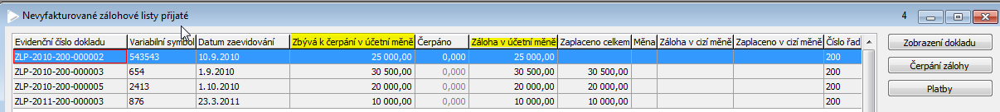 Nevyfakturované zálohové listy přijaté 4
Evidenční číslo dokladu Variabilní symbol Datum zaevidování Zbývá k čerpání v účetní měně Čerpáno Záloha v účetní měně Zaplaceno celkem Měna Záloha v cizí měně Zaplaceno v cizí měně Číslo řad
ZLP-2010-200-000002 543543 10.9.2010 25 000,00 0,000 25 000,00 200
ZLP-2010-200-000003 654 1.9.2010 30 500,00 0,000 30 500,00 30 500,00 200
ZLP-2010-200-000005 2413 1.10.2010 20 000,00 0,000 20 000,00 20 000,00 200
ZLP-2011-200-000003 876 23.3.2011 10 000,00 0,000 10 000,00 10 000,00 200
Zobrazení dokladu
Čerpání zálohy
Platby